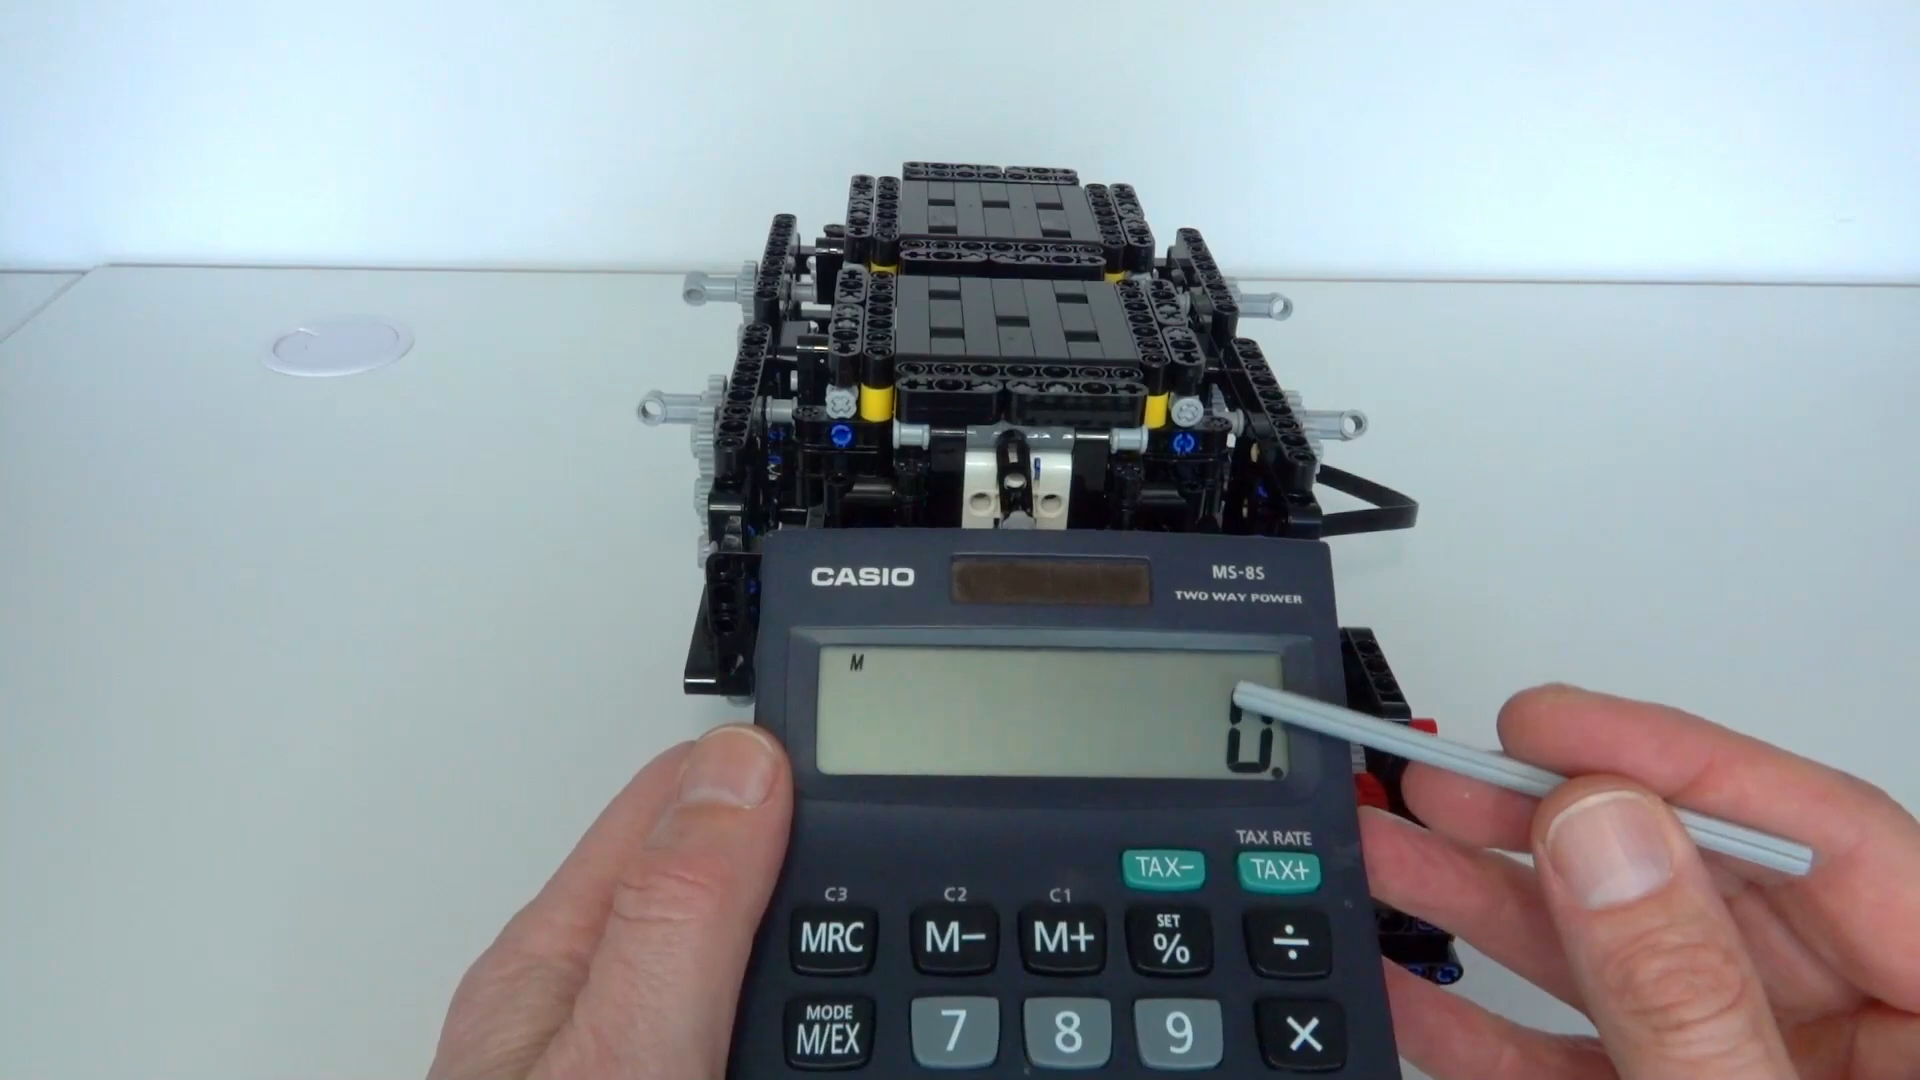 CASIO
MS-8S
TWO WAY POWER
M
0.
TAX RATE
TAX-
TAX+
C3
C2
C1
MRC
M-
M+
SET
%
÷
MODE
M/EX
7
8
9
×